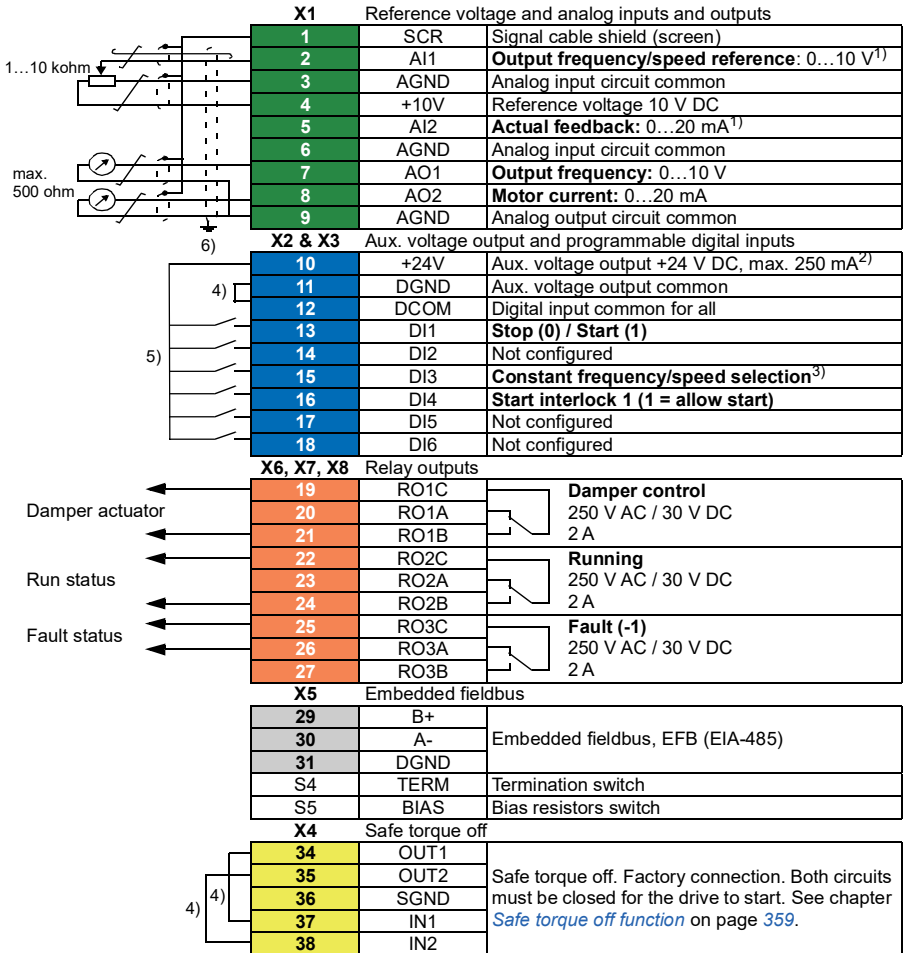 X1 Reference voltage and analog inputs and outputs
1 SCR Signal cable shield (screen)
2 AI1 Output frequency/speed reference: 0…10 V1)
1…10 kohm
3 AGND Analog input circuit common
4 +10V Reference voltage 10 V DC
5 AI2 Actual feedback: 0…20 mA1)
6 AGND Analog input circuit common
7 AO1 Output frequency: 0…10 V
max.
500 ohm
8 AO2 Motor current: 0…20 mA
9 AGND Analog output circuit common
6)
X2 & X3 Aux. voltage output and programmable digital inputs
10 +24V Aux. voltage output +24 V DC, max. 250 mA2)
4) 11 DGND Aux. voltage output common
12 DCOM Digital input common for all
13 DI1 Stop (0) / Start (1)
5) 14 DI2 Not configured
15 DI3 Constant frequency/speed selection3)
16 DI4 Start interlock 1 (1 = allow start)
17 DI5 Not configured
18 DI6 Not configured
X6, X7, X8 Relay outputs
19 RO1C Damper control
Damper actuator 20 RO1A 250 V AC / 30 V DC
21 RO1B 2 A
22 RO2C Running
Run status 23 RO2A 250 V AC / 30 V DC
24 RO2B 2 A
25 RO3C Fault (-1)
Fault status 26 RO3A 250 V AC / 30 V DC
27 RO3B 2 A
X5 Embedded fieldbus
29 B+
30 A- Embedded fieldbus, EFB (EIA-485)
31 DGND
S4 TERM Termination switch
S5 BIAS Bias resistors switch
X4 Safe torque off
34 OUT1
35 OUT2 Safe torque off. Factory connection. Both circuits
4) 4) 36 SGND must be closed for the drive to start. See chapter
37 IN1 Safe torque off function on page 359.
38 IN2